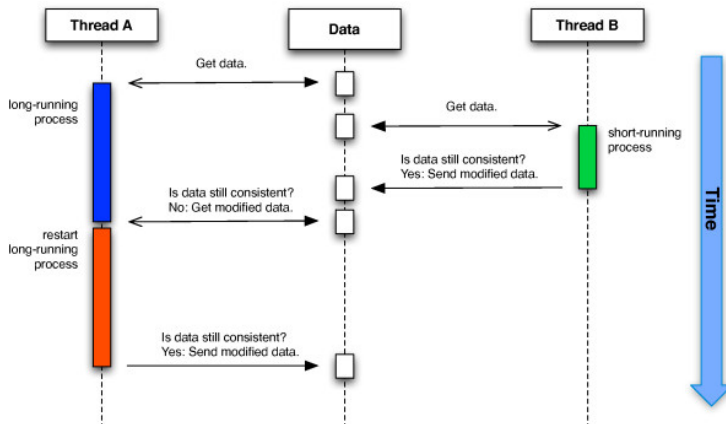 Thread A
Data
Thread B
Get data.
long-running
process
Get data.
short-running
process
Is data still consistent?
Yes: Send modified data.
Is data still consistent?
No: Get modified data.
restart
long-running
process
Is data still consistent?
Yes: Send modified data.
Time